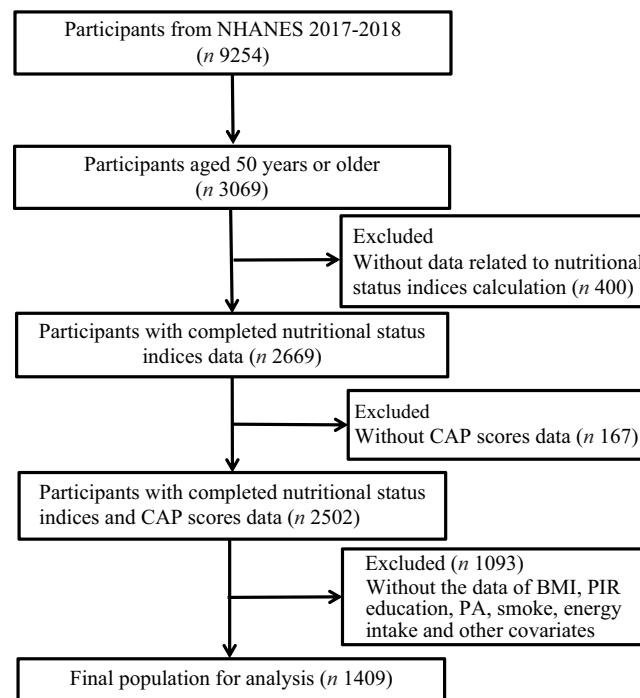 Participants from NHANES 2017-2018
(n 9254)
Participants aged 50 years or older
(n 3069)
Excluded
Without data related to nutritional
status indices calculation (n 400)
Participants with completed nutritional status
indices data (n 2669)
Excluded
Without CAP scores data (n 167)
Participants with completed nutritional status
indices and CAP scores data (n 2502)
Excluded (n 1093)
Without the data of BMI, PIR
education, PA, smoke, energy
intake and other covariates
Final population for analysis (n 1409)